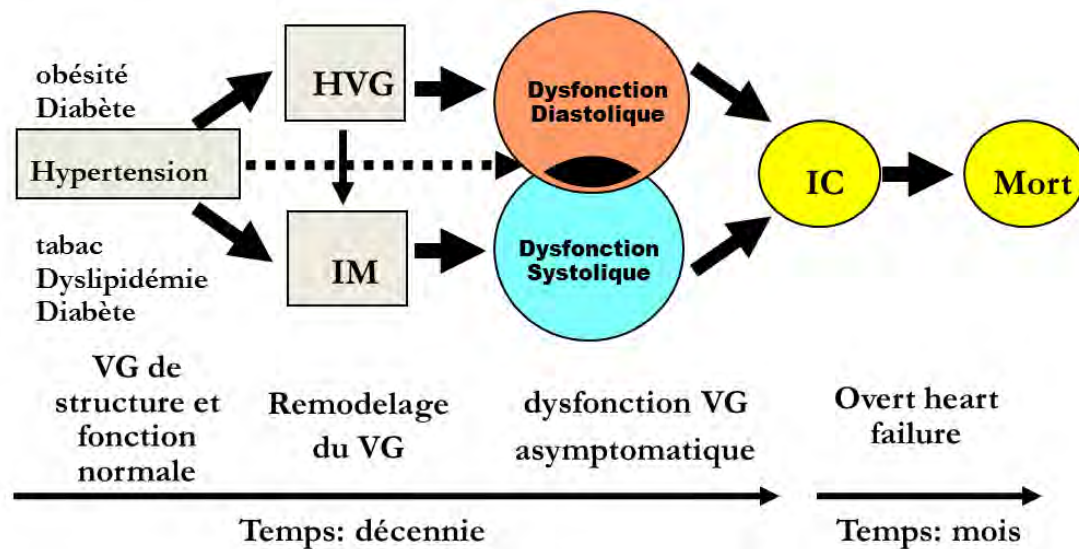 obésité
Diabète
Hypertension
tabac
Dyslipidémie
Diabète
HVG
IM
Dysfonction
Diastolique
Dysfonction
Systolique
IC
Mort
VG de
structure et
fonction
normale
Remodelage
du VG
dysfonction VG
asymptomatique
Overt heart
failure
Temps: décennie
Temps: mois